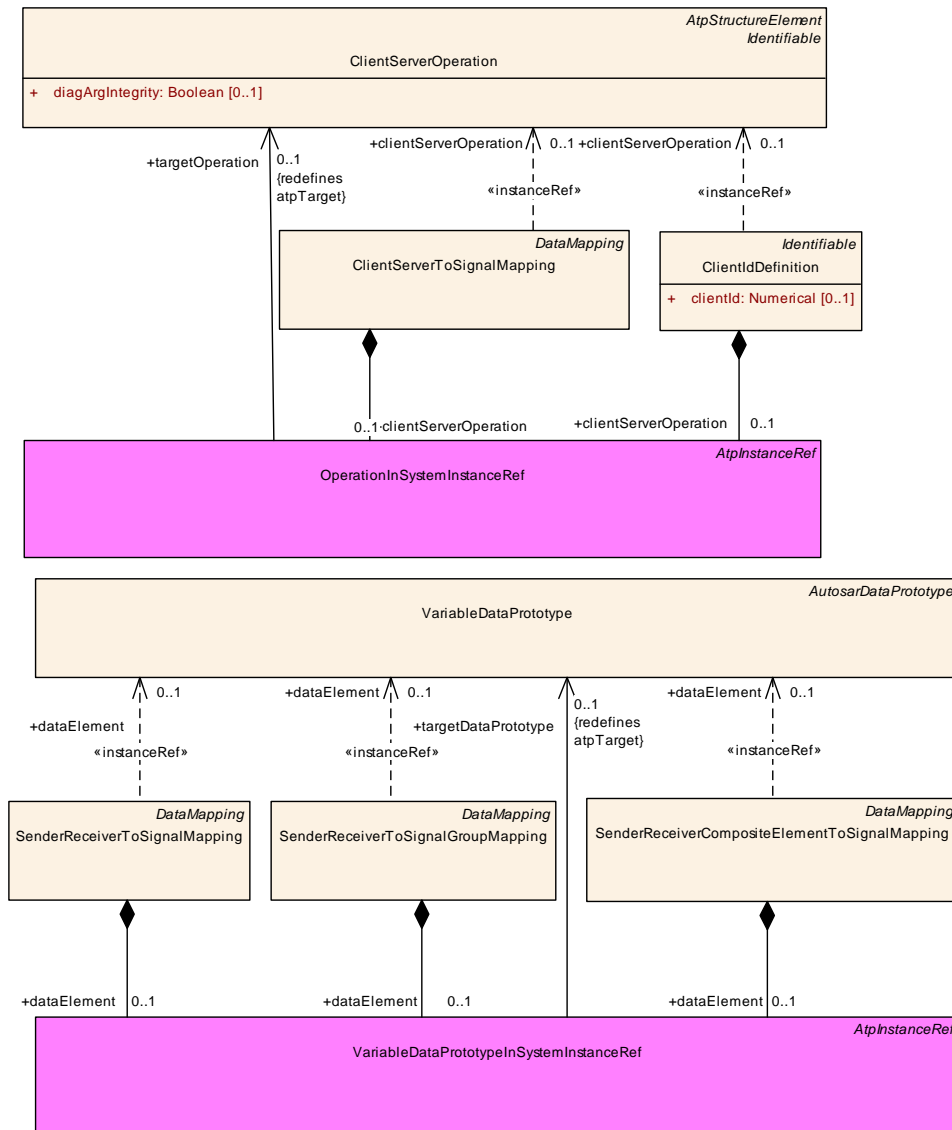 AtpStructureElement
Identifiable
ClientServerOperation
+ diagArgIntegrity: Boolean [0..1]
+targetOperation
0..1
{redefines
atpTarget}
+clientServerOperation
0..1
+clientServerOperation
0..1
«instanceRef»
«instanceRef»
DataMapping
ClientServerToSignalMapping
Identifiable
ClientIdDefinition
+ clientId: Numerical [0..1]
0..1
+clientServerOperation
+clientServerOperation
0..1
AtpInstanceRef
OperationInSystemInstanceRef
AutosarDataPrototype
VariableDataPrototype
+dataElement
0..1
«instanceRef»
+dataElement
0..1
«instanceRef»
+targetDataPrototype
0..1
{redefines
atpTarget}
+dataElement
0..1
«instanceRef»
DataMapping
SenderReceiverToSignalMapping
DataMapping
SenderReceiverToSignalGroupMapping
DataMapping
SenderReceiverCompositeElementToSignalMapping
+dataElement
0..1
+dataElement
0..1
+dataElement
0..1
AtpInstanceRef
VariableDataPrototypeInSystemInstanceRef